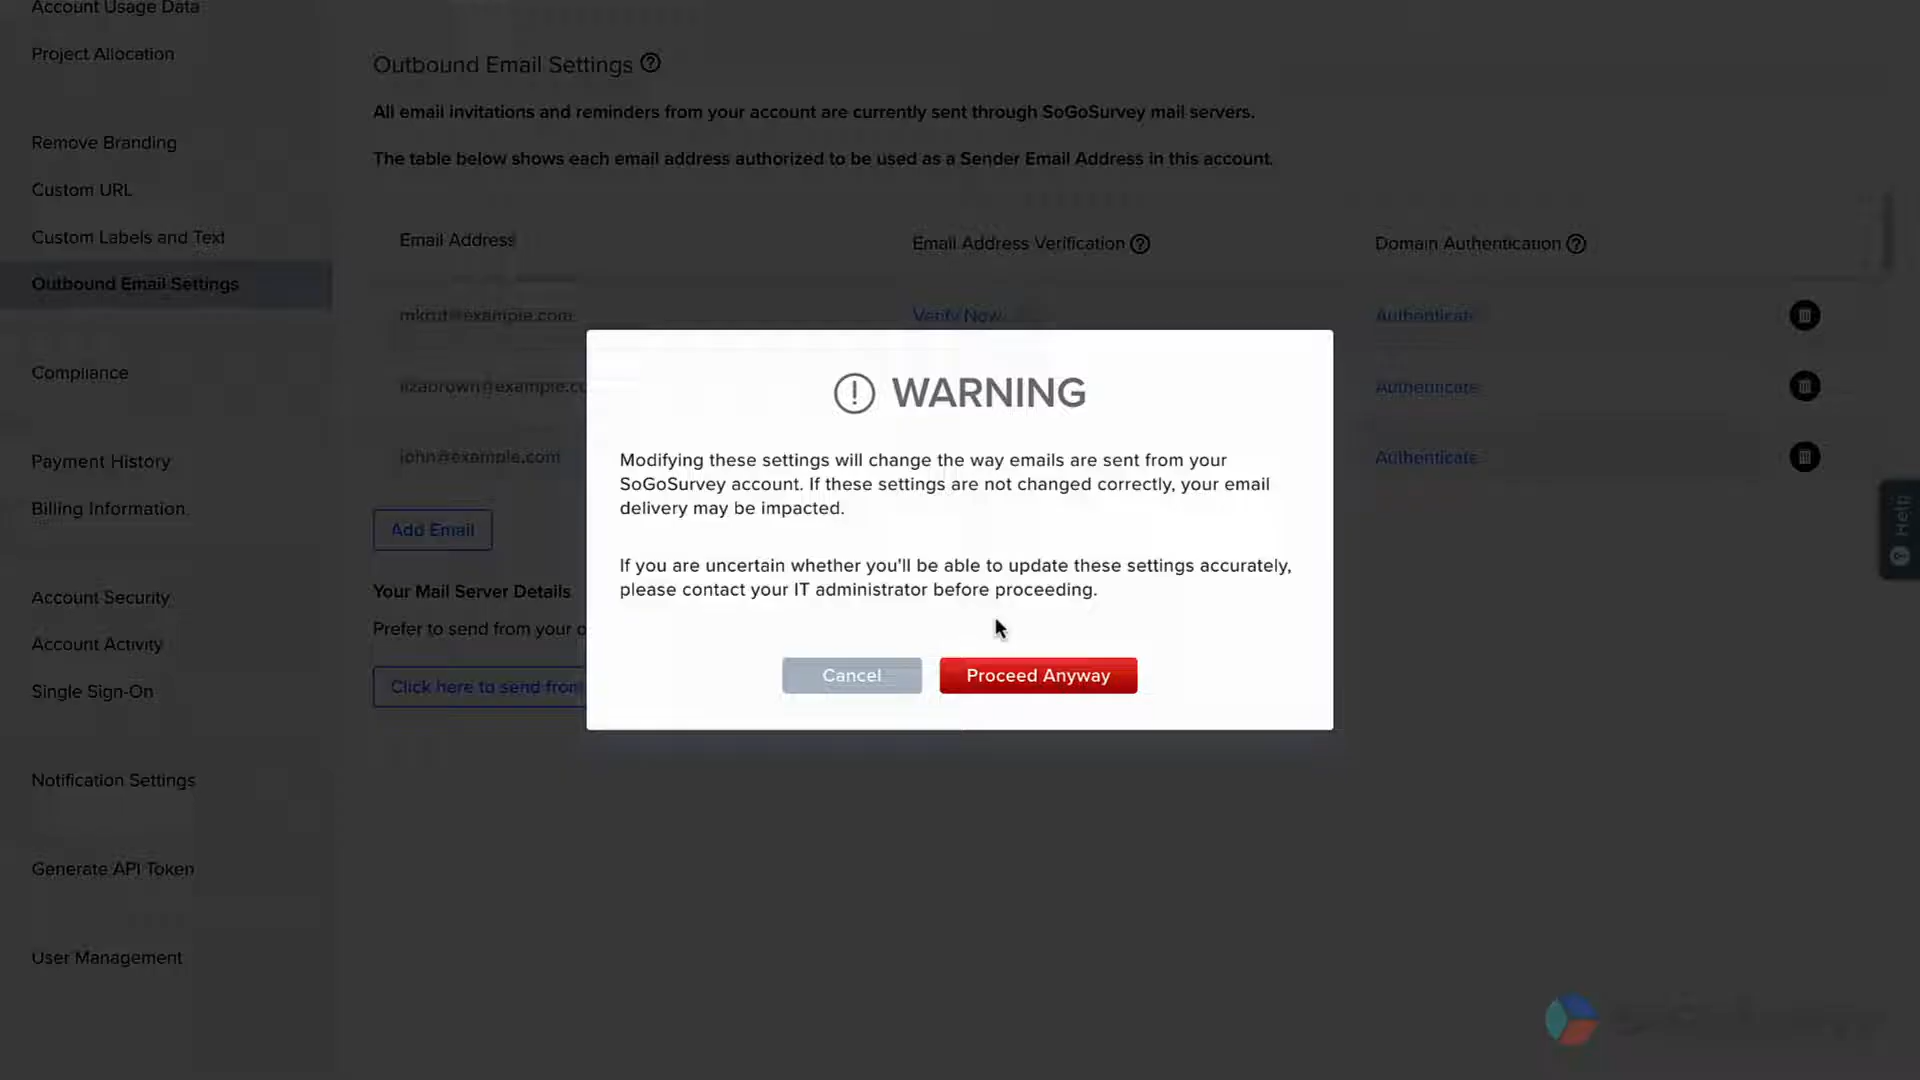 Account Usage Data
Project Allocation
Remove Branding
Custom URL
Custom Labels and Text
Outbound Email Settings
Compliance
Payment History
Billing Information
Account Security
Account Activity
Single Sign-On
Notification Settings
Generate API Token
User Management
Outbound Email Settings
All email invitations and reminders from your account are currently sent through SoGoSurvey mail servers.
The table below shows each email address authorized to be used as a Sender Email Address in this account.
Email Address Email Address Verification Domain Authentication
mkrut@example.com Verify Now Authenticate
lizabrown@example.co Authenticate
john@example.com Authenticate
Add Email
Your Mail Server Details
Prefer to send from your o
Click here to send from
WARNING
Modifying these settings will change the way emails are sent from your
SoGoSurvey account. If these settings are not changed correctly, your email
delivery may be impacted.
If you are uncertain whether you'll be able to update these settings accurately,
please contact your IT administrator before proceeding.
Cancel Proceed Anyway
Help